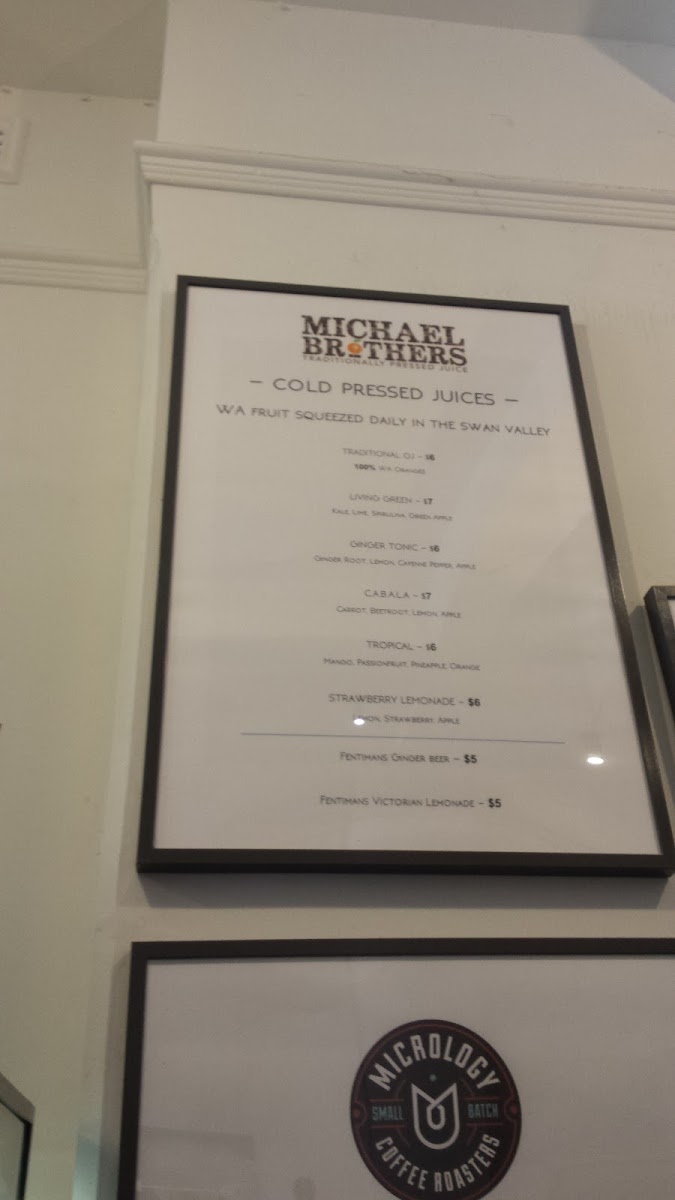 MICHAEL
BROTHERS
TRADITIONALLY PRESSED JUICE
– COLD PRESSED JUICES –
WA FRUIT SQUEEZED DAILY IN THE SWAN VALLEY
TRADITIONAL OJ – $6
100% WA ORANGES
LIVING GREEN – $7
KALE, LIME, SPIRULINA, GREEN APPLE
GINGER TONIC – $6
GINGER ROOT, LEMON, CAYENNE PEPPER, APPLE
C.A.B.A.L.A – $7
CARROT, BEETROOT, LEMON, APPLE
TROPICAL – $6
MANGO, PASSIONFRUIT, PINEAPPLE, ORANGE
STRAWBERRY LEMONADE – $6
LEMON, STRAWBERRY, APPLE
FENTIMANS GINGER BEER – $5
FENTIMANS VICTORIAN LEMONADE – $5
MICROLOGY
SMALL BATCH
COFFEE ROASTERS